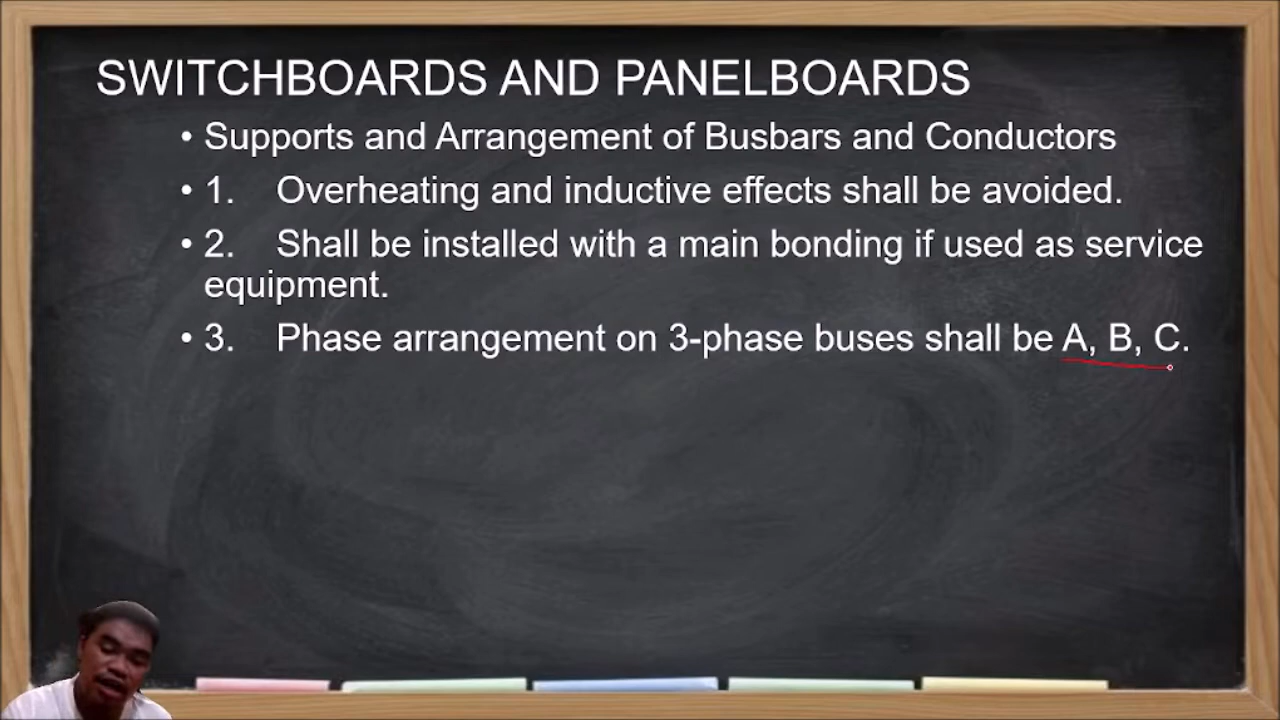 SWITCHBOARDS AND PANELBOARDS
• Supports and Arrangement of Busbars and Conductors
• 1. Overheating and inductive effects shall be avoided.
• 2. Shall be installed with a main bonding if used as service
equipment.
• 3. Phase arrangement on 3-phase buses shall be A, B, C.